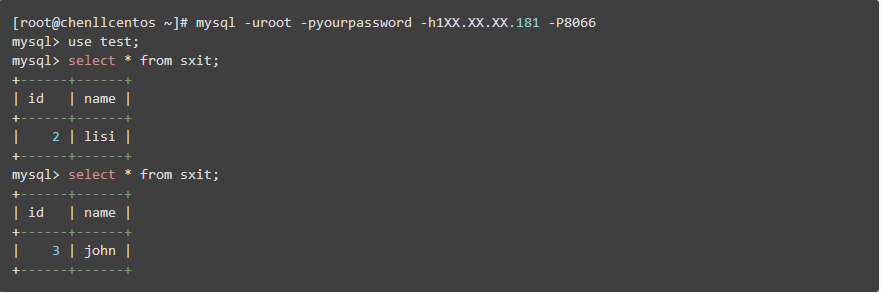 [root@chenllcentos ~]# mysql -uroot -pyourpassword -h1XX.XX.XX.181 -P8066
mysql> use test;
mysql> select * from sxit;
+------+------+
| id   | name |
+------+------+
|    2 | lisi |
+------+------+
mysql> select * from sxit;
+------+------+
| id   | name |
+------+------+
|    3 | john |
+------+------+